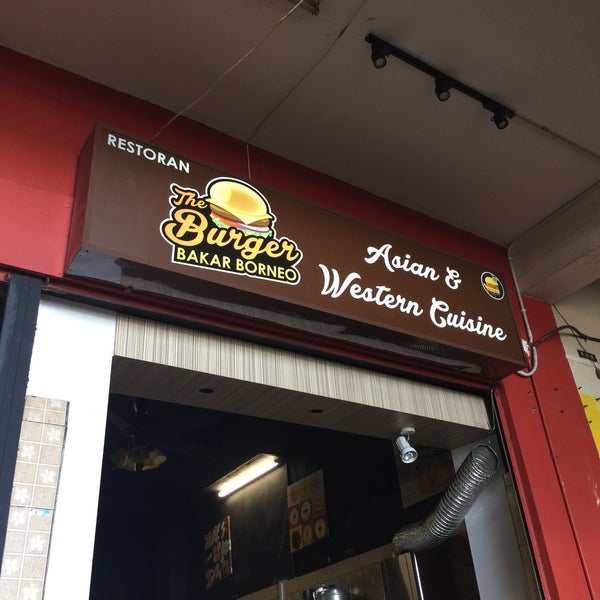 RESTORAN
The
Burger
BAKAR BORNEO
Asian &
Western Cuisine